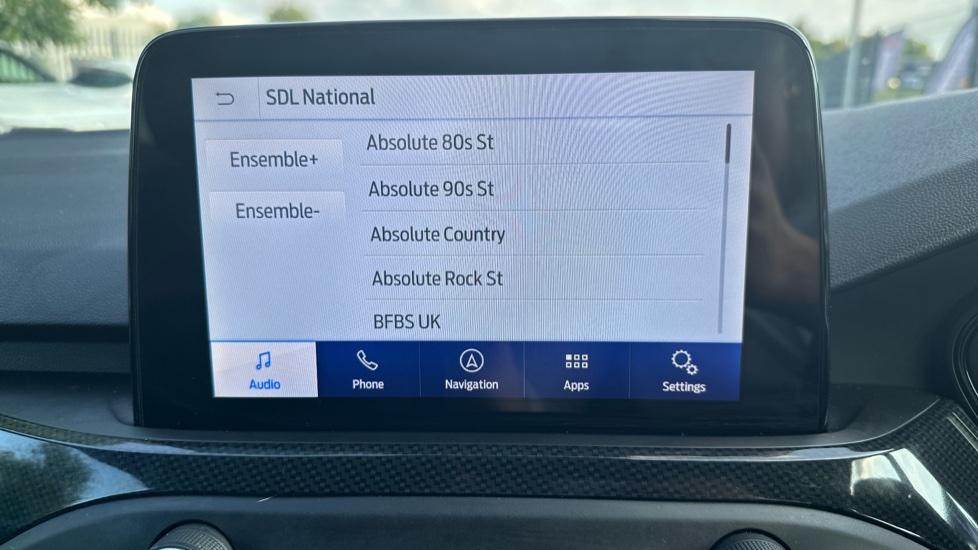 SDL National
Ensemble+
Ensemble-
Absolute 80s St
Absolute 90s St
Absolute Country
Absolute Rock St
BFBS UK
Audio
Phone
Navigation
Apps
Settings